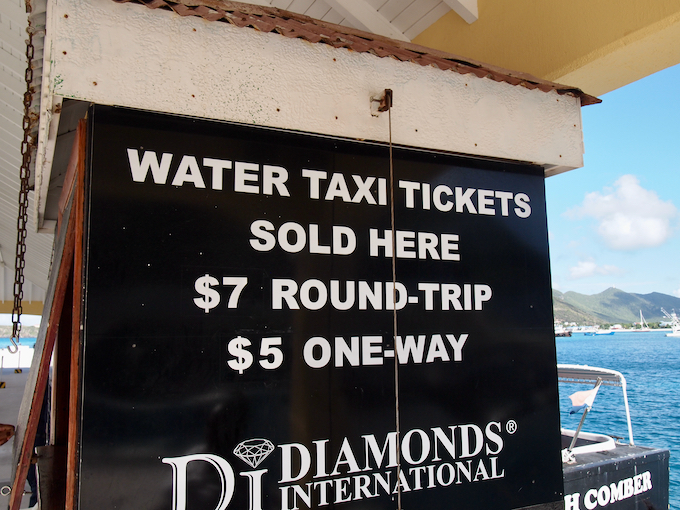 WATER TAXI TICKETS
SOLD HERE
$7 ROUND-TRIP
$5 ONE-WAY
DI DIAMONDS®
INTERNATIONAL
H COMBER